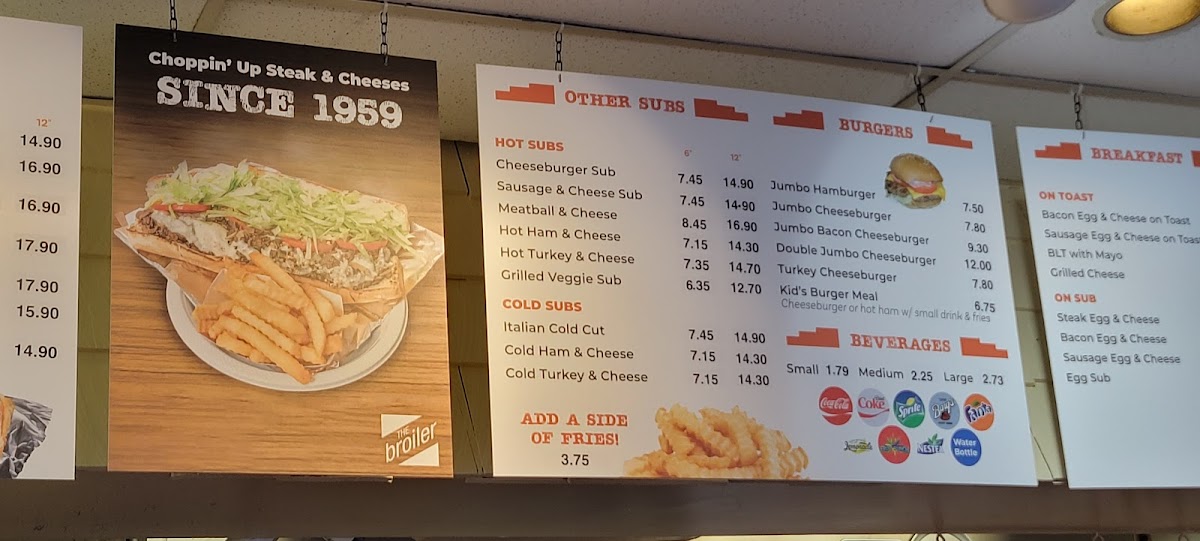 12"
14.90
16.90
16.90
17.90
17.90
15.90
14.90
Choppin' Up Steak & Cheeses
SINCE 1959
THE
broiler
OTHER SUBS
HOT SUBS 6" 12"
Cheeseburger Sub 7.45 14.90
Sausage & Cheese Sub 7.45 14.90
Meatball & Cheese 8.45 16.90
Hot Ham & Cheese 7.15 14.30
Hot Turkey & Cheese 7.35 14.70
Grilled Veggie Sub 6.35 12.70
COLD SUBS
Italian Cold Cut 7.45 14.90
Cold Ham & Cheese 7.15 14.30
Cold Turkey & Cheese 7.15 14.30
ADD A SIDE
OF FRIES!
3.75
BURGERS
Jumbo Hamburger 7.50
Jumbo Cheeseburger 7.80
Jumbo Bacon Cheeseburger 9.30
Double Jumbo Cheeseburger 12.00
Turkey Cheeseburger 7.80
Kid's Burger Meal 6.75
Cheeseburger or hot ham w/ small drink & fries
BEVERAGES
Small 1.79 Medium 2.25 Large 2.73
Coca-Cola Coke Sprite Barq's Fanta
NESTEA Water
Bottle
BREAKFAST
ON TOAST
Bacon Egg & Cheese on Toast
Sausage Egg & Cheese on Toast
BLT with Mayo
Grilled Cheese
ON SUB
Steak Egg & Cheese
Bacon Egg & Cheese
Sausage Egg & Cheese
Egg Sub